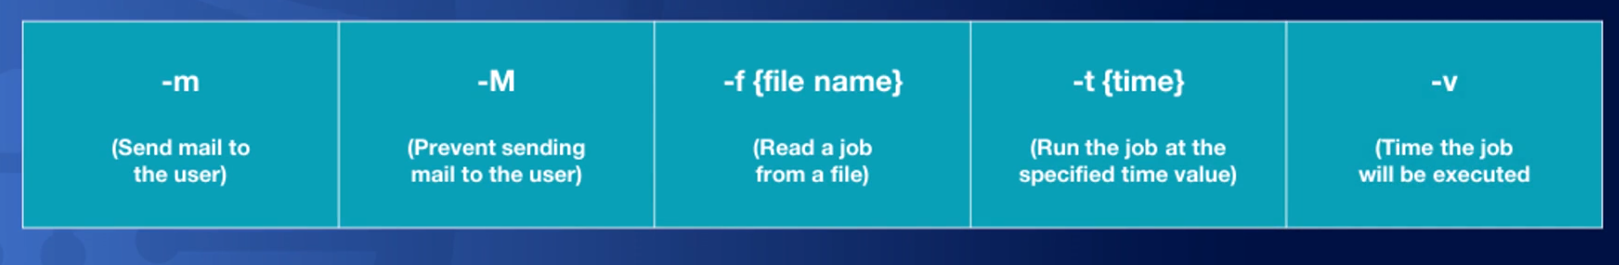 -m
(Send mail to
the user)
-M
(Prevent sending
mail to the user)
-f {file name}
(Read a job
from a file)
-t {time}
(Run the job at the
specified time value)
-v
(Time the job
will be executed